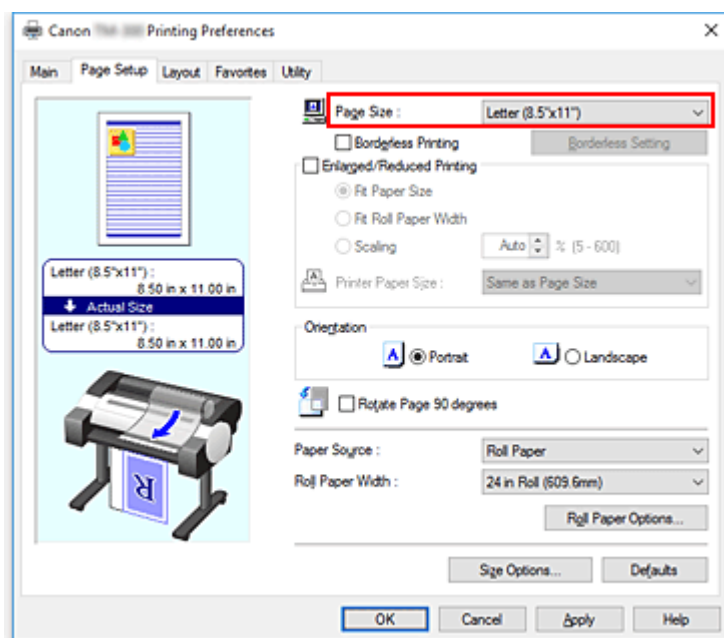 Canon Printing Preferences
Main Page Setup Layout Favorites Utility
Page Size : Letter (8.5"x11")
Borderless Printing Borderless Setting
Enlarged/Reduced Printing
Fit Paper Size
Fit Roll Paper Width
Scaling Auto % (5 - 600)
Printer Paper Size : Same as Page Size
Letter (8.5"x11") :
8.50 in x 11.00 in
Actual Size
Letter (8.5"x11") :
8.50 in x 11.00 in
Orientation
A Portrait A Landscape
Rotate Page 90 degrees
Paper Source : Roll Paper
Roll Paper Width : 24 in Roll (609.6mm)
R
Roll Paper Options...
Size Options... Defaults
OK Cancel Apply Help